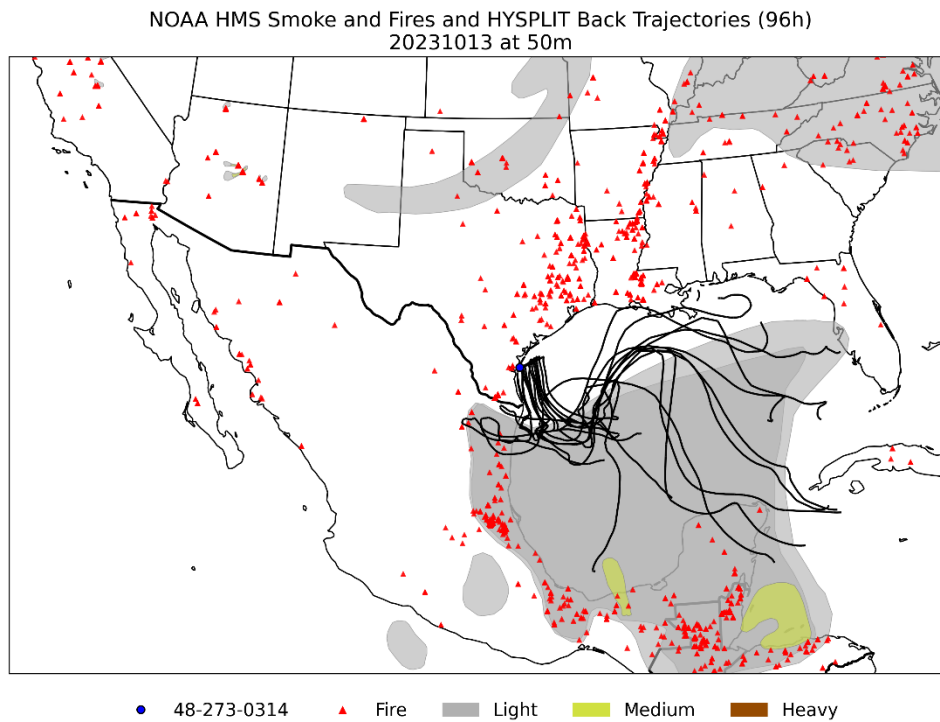 NOAA HMS Smoke and Fires and HYSPLIT Back Trajectories (96h)
20231013 at 50m
48-273-0314 Fire Light Medium Heavy